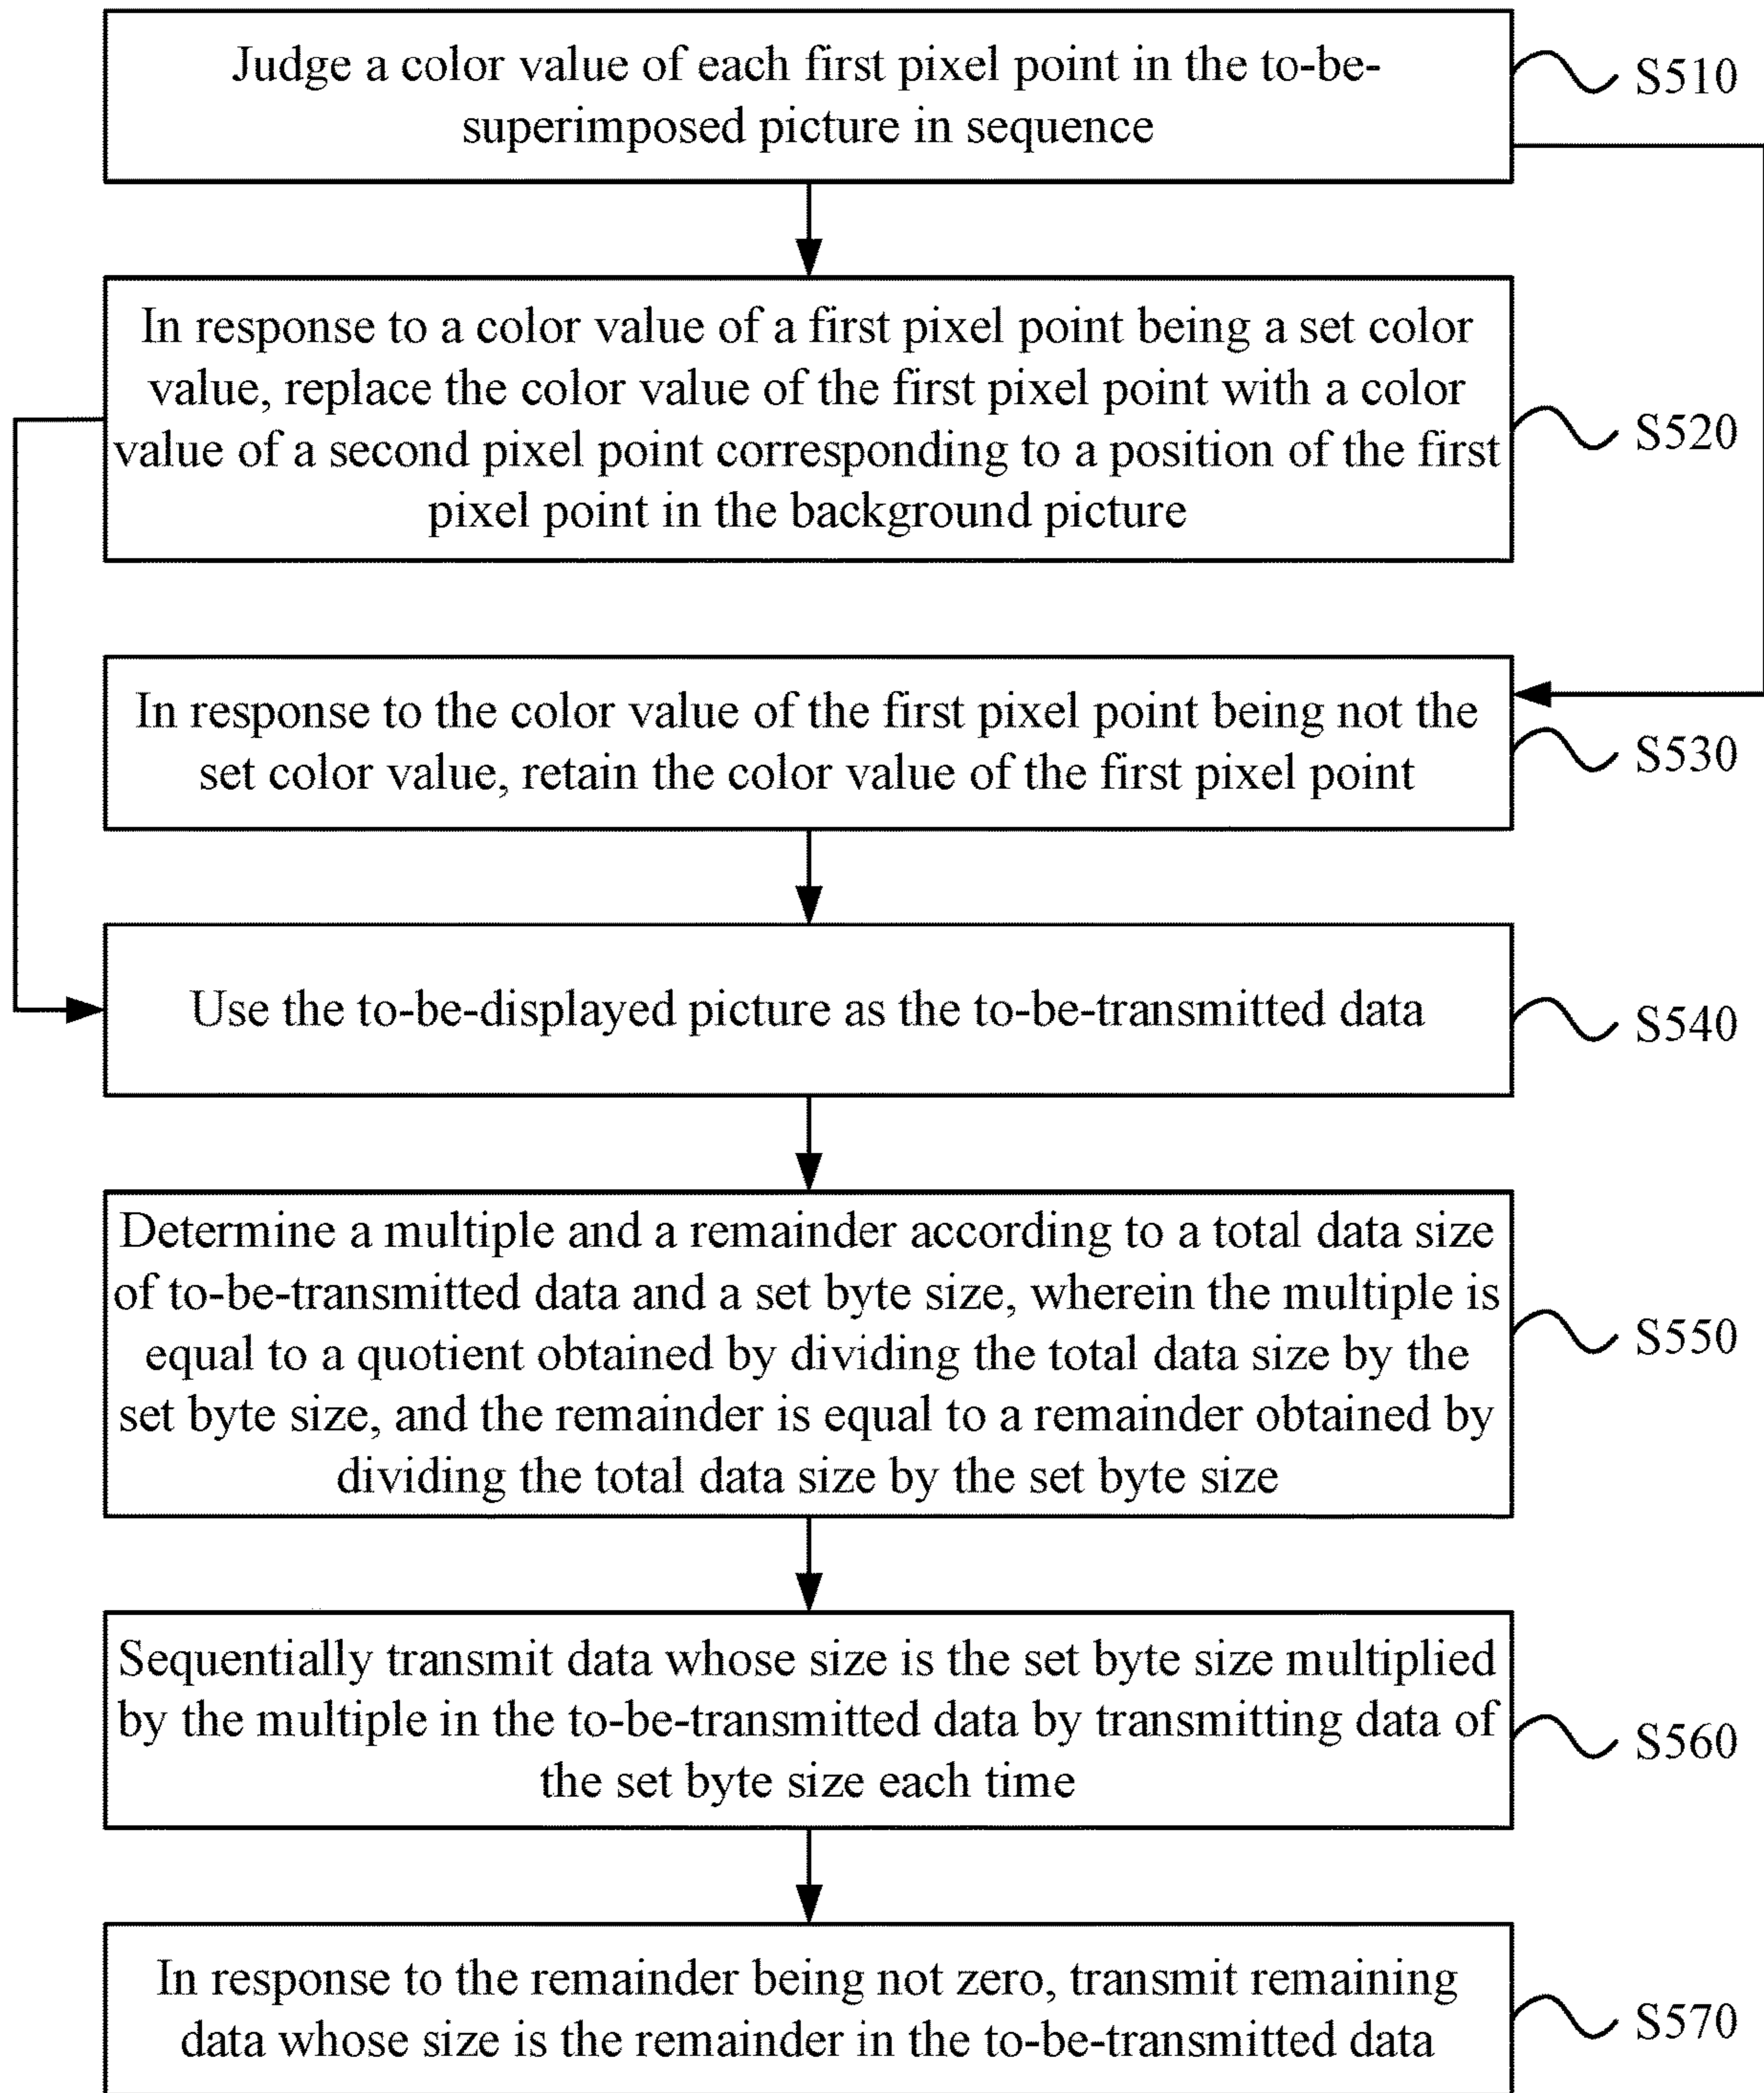 Judge a color value of each first pixel point in the to-be-
superimposed picture in sequence
S510
In response to a color value of a first pixel point being a set color
value, replace the color value of the first pixel point with a color
value of a second pixel point corresponding to a position of the first
pixel point in the background picture
S520
In response to the color value of the first pixel point being not the
set color value, retain the color value of the first pixel point
S530
Use the to-be-displayed picture as the to-be-transmitted data
S540
Determine a multiple and a remainder according to a total data size
of to-be-transmitted data and a set byte size, wherein the multiple is
equal to a quotient obtained by dividing the total data size by the
set byte size, and the remainder is equal to a remainder obtained by
dividing the total data size by the set byte size
S550
Sequentially transmit data whose size is the set byte size multiplied
by the multiple in the to-be-transmitted data by transmitting data of
the set byte size each time
S560
In response to the remainder being not zero, transmit remaining
data whose size is the remainder in the to-be-transmitted data
S570